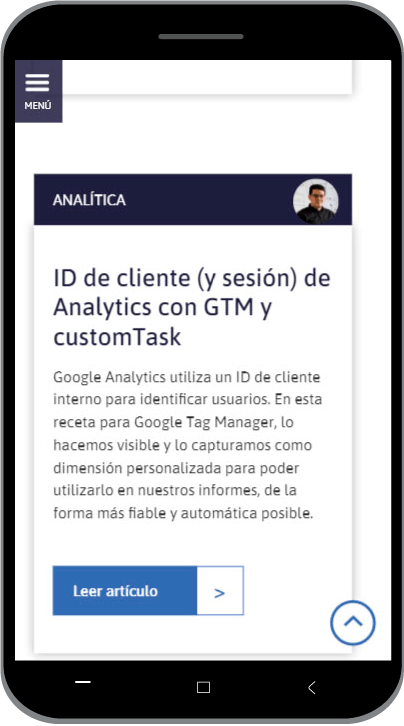 MENÚ
ANALÍTICA
ID de cliente (y sesión) de
Analytics con GTM y
customTask
Google Analytics utiliza un ID de cliente
interno para identificar usuarios. En esta
receta para Google Tag Manager, lo
hacemos visible y lo capturamos como
dimensión personalizada para poder
utilizarlo en nuestros informes, de la
forma más fiable y automática posible.
Leer artículo >